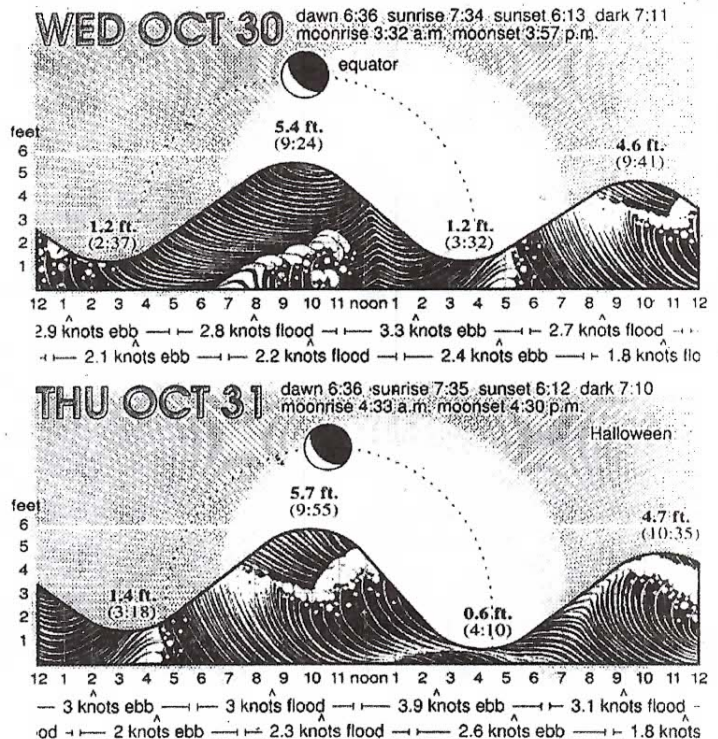 WED OCT 30
dawn 6:36 sunrise 7:34 sunset 6:13 dark 7:11
moonrise 3:32 a.m. moonset 3:57 p.m.
equator
feet
6
5
4
3
2
1
5.4 ft.
(9:24)
4.6 ft.
(9:41)
1.2 ft.
(2:37)
1.2 ft.
(3:32)
12 1 2 3 4 5 6 7 8 9 10 11 noon 1 2 3 4 5 6 7 8 9 10 11 12
2.9 knots ebb 2.8 knots flood 3.3 knots ebb 2.7 knots flood
2.1 knots ebb 2.2 knots flood 2.4 knots ebb 1.8 knots flo
THU OCT 31
dawn 6:36 sunrise 7:35 sunset 6:12 dark 7:10
moonrise 4:33 a.m. moonset 4:30 p.m.
Halloween
feet
6
5
4
3
2
1
5.7 ft.
(9:55)
4.7 ft.
(10:35)
1.4 ft.
(3:18)
0.6 ft.
(4:10)
12 1 2 3 4 5 6 7 8 9 10 11 noon 1 2 3 4 5 6 7 8 9 10 11 12
3 knots ebb 3 knots flood 3.9 knots ebb 3.1 knots flood
od 2 knots ebb 2.3 knots flood 2.6 knots ebb 1.8 knots